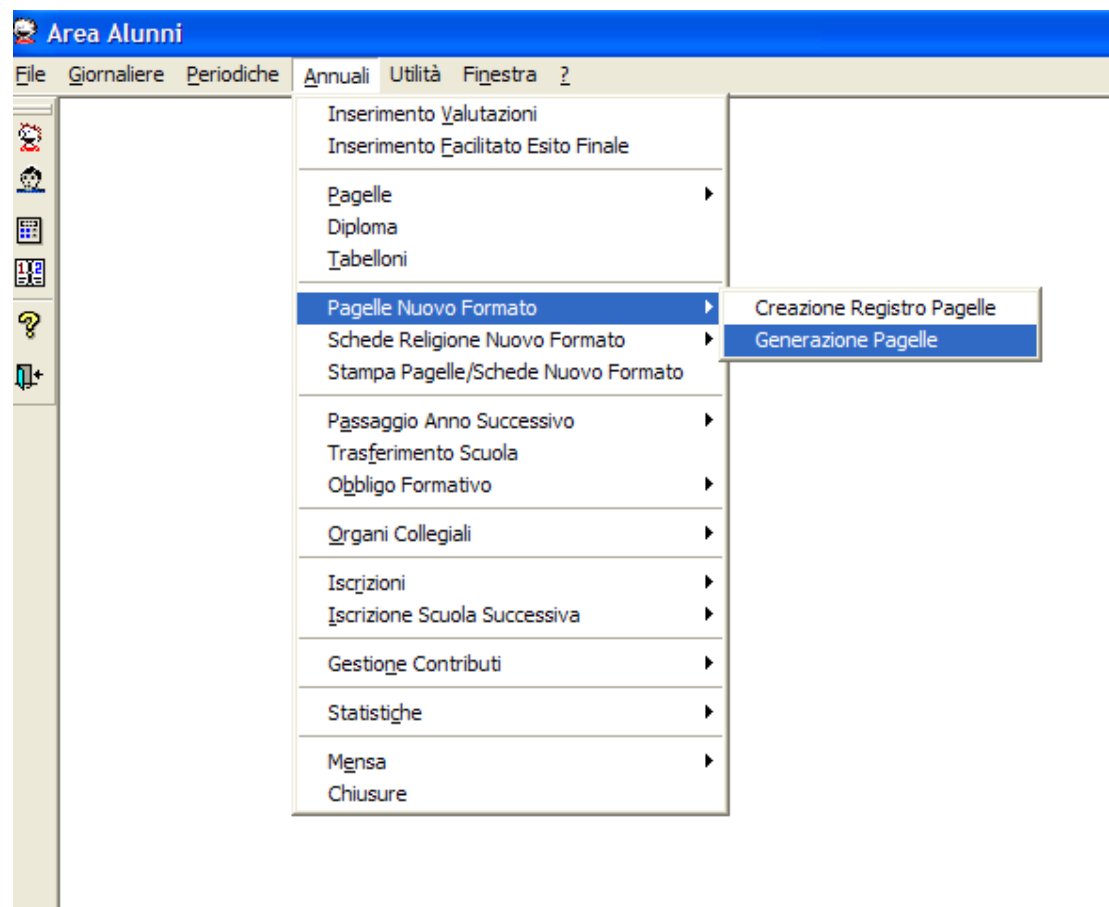 Area Alunni
File Giornaliere Periodiche Annuali Utilità Finestra ?
Inserimento Valutazioni
Inserimento Facilitato Esito Finale
Pagelle
Diploma
Tabelloni
Pagelle Nuovo Formato
Creazione Registro Pagelle
Schede Religione Nuovo Formato
Generazione Pagelle
Stampa Pagelle/Schede Nuovo Formato
Passaggio Anno Successivo
Trasferimento Scuola
Obbligo Formativo
Organi Collegiali
Iscrizioni
Iscrizione Scuola Successiva
Gestione Contributi
Statistiche
Mensa
Chiusure